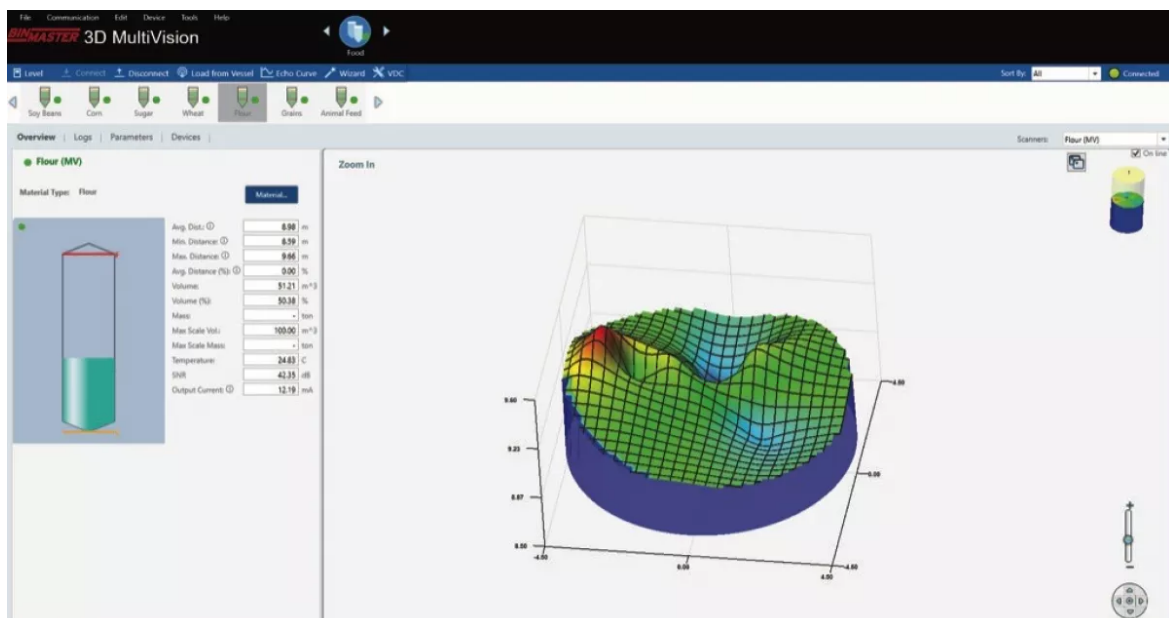 File Communication Edit Device Tools Help
BINMASTER 3D MultiVision
Food
Level Connect Disconnect Load from Vessel Echo Curve Wizard VDC Sort By: All Connected
Soy Beans Corn Sugar Wheat Flour Grains Animal Feed
Overview | Logs | Parameters | Devices | Scanners: Flour (MV)
Flour (MV) Zoom In On line
Material Type: Flour Material...
Avg. Dist.: 8.98 m
Min. Distance: 8.59 m
Max. Distance: 9.66 m
Avg. Distance (%): 0.00 %
Volume: 51.21 m^3
Volume (%): 50.38 %
Mass: - ton
Max Scale Vol.: 100.00 m^3
Max Scale Mass: - ton
Temperature: 24.63 C
SNR 42.35 dB
Output Current: 12.19 mA
4.50
9.60
9.23
0.00
8.87
8.50
-4.50
0.00
-4.50
4.50